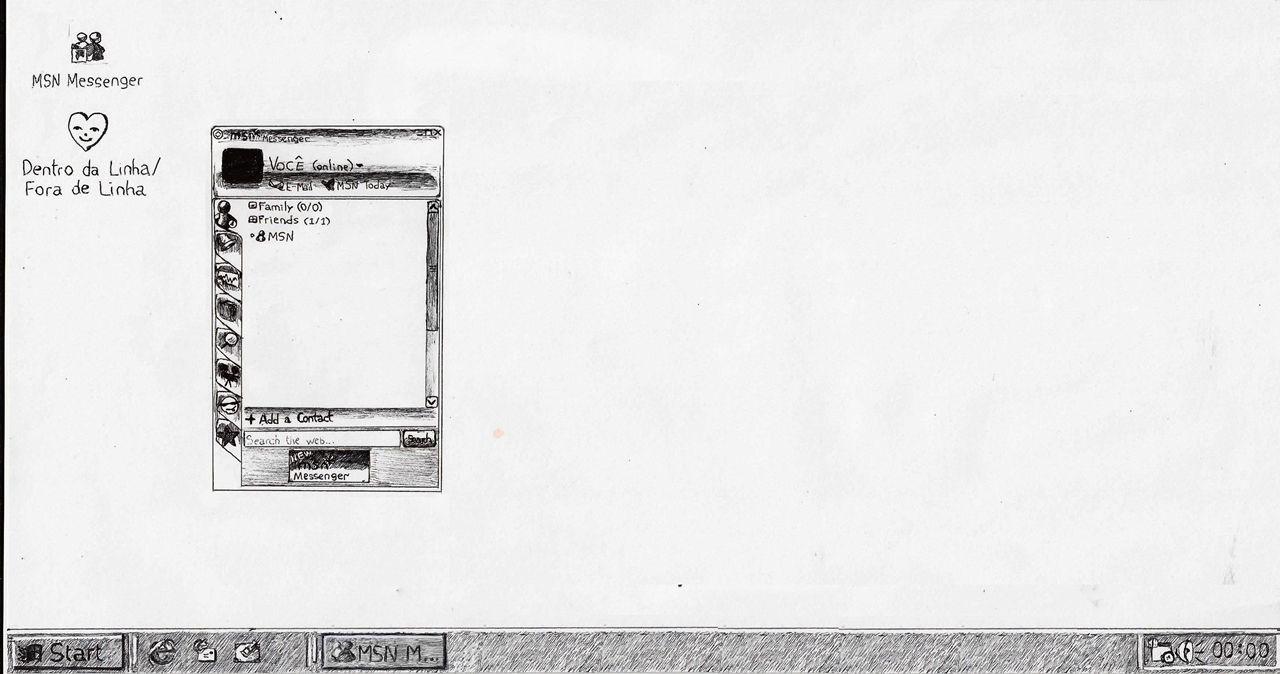 MSN Messenger
Dentro da Linha/
Fora de Linha
msn Messenger
VOCÊ (online)
E-Mail MSN Today
Family (0/0)
Friends (1/1)
MSN
+ Add a Contact
Search the web... Search
NEW
msn
Messenger
Start
MSN M...
00:00